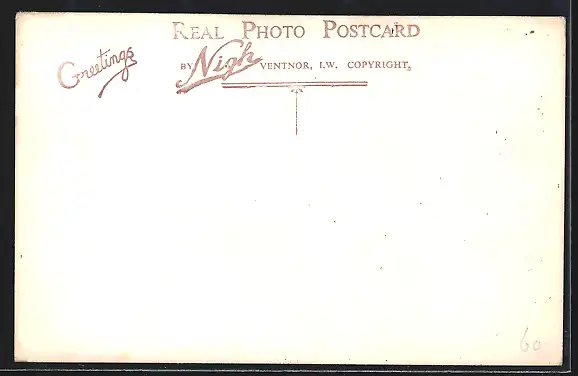 REAL PHOTO POSTCARD
Greetings
BY Nigh VENTNOR, I.W. COPYRIGHT.
60